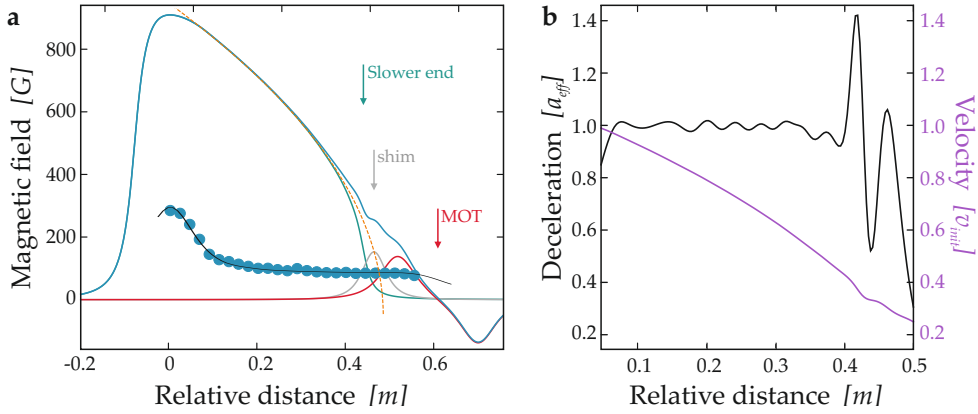 a
Magnetic field [G]
800
600
400
200
0
-0.2
0
0.2
0.4
0.6
Relative distance [m]
Slower end
shim
MOT
b
Deceleration [a_eff]
1.4
1.2
1.0
0.8
0.6
0.4
0.2
0.1
0.2
0.3
0.4
0.5
Relative distance [m]
1.4
1.2
1.0
0.8
0.6
0.4
0.2
Velocity [v_init]